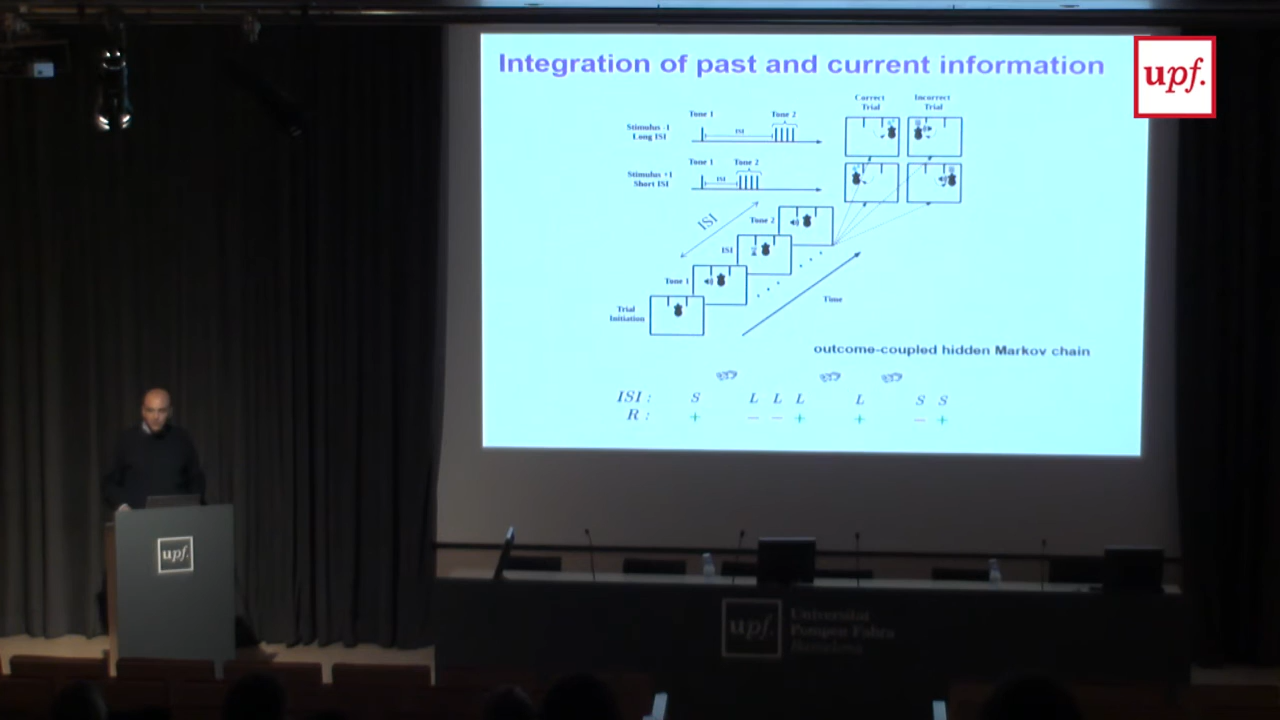 Integration of past and current information
upf.
Correct
Trial
Incorrect
Trial
Stimulus -1
Long ISI
Tone 1
Tone 2
ISI
Stimulus +1
Short ISI
Tone 1
Tone 2
ISI
ISI
Tone 2
ISI
Tone 1
Trial
Initiation
Time
outcome-coupled hidden Markov chain
ISI : S L L L L S S
R : + − − + + − +
upf.
upf.
Universitat
Pompeu Fabra
Barcelona